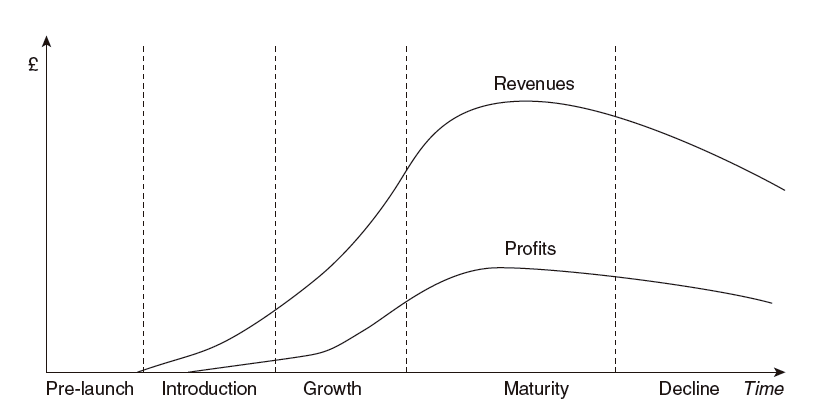 £
Revenues
Profits
Pre-launch Introduction Growth Maturity Decline Time